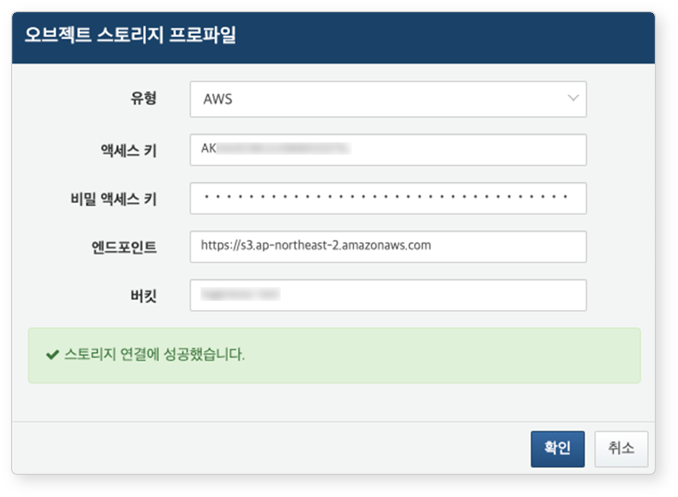 오브젝트 스토리지 프로파일
유형 AWS
액세스 키 AK
비밀 액세스 키 • • • • • • • • • • • • • • • • • • • • • • • • • • • • • • • • • •
엔드포인트 https://s3.ap-northeast-2.amazonaws.com
버킷
✔ 스토리지 연결에 성공했습니다.
확인 취소